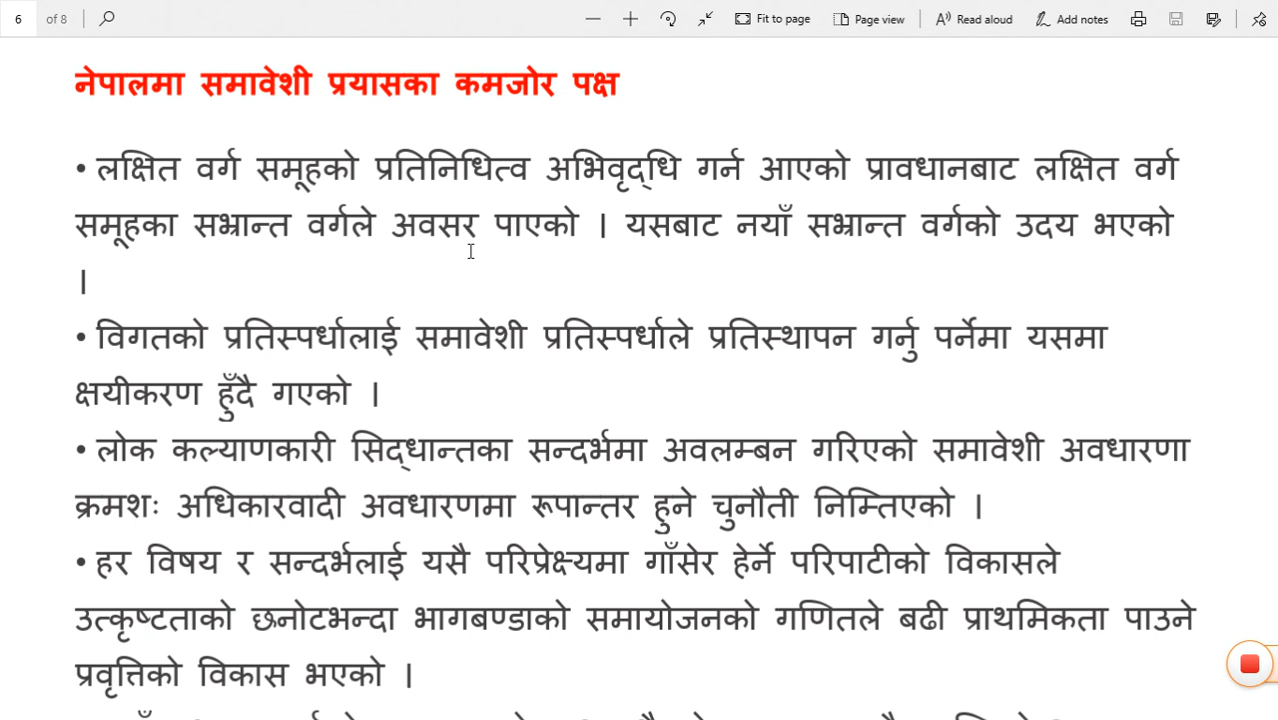 6 of 8 Fit to page Page view Read aloud Add notes
नेपालमा समावेशी प्रयासका कमजोर पक्ष
• लक्षित वर्ग समूहको प्रतिनिधित्व अभिवृद्धि गर्न आएको प्रावधानबाट लक्षित वर्ग
समूहका सभ्रान्त वर्गले अवसर पाएको । यसबाट नयाँ सभ्रान्त वर्गको उदय भएको
।
• विगतको प्रतिस्पर्धालाई समावेशी प्रतिस्पर्धाले प्रतिस्थापन गर्नु पर्नेमा यसमा
क्षयीकरण हुँदै गएको ।
• लोक कल्याणकारी सिद्धान्तका सन्दर्भमा अवलम्बन गरिएको समावेशी अवधारणा
क्रमशः अधिकारवादी अवधारणमा रूपान्तर हुने चुनौती निम्तिएको ।
• हर विषय र सन्दर्भलाई यसै परिप्रेक्ष्यमा गाँसेर हेर्ने परिपाटीको विकासले
उत्कृष्टताको छनोटभन्दा भागबण्डाको समायोजनको गणितले बढी प्राथमिकता पाउने
प्रवृत्तिको विकास भएको ।